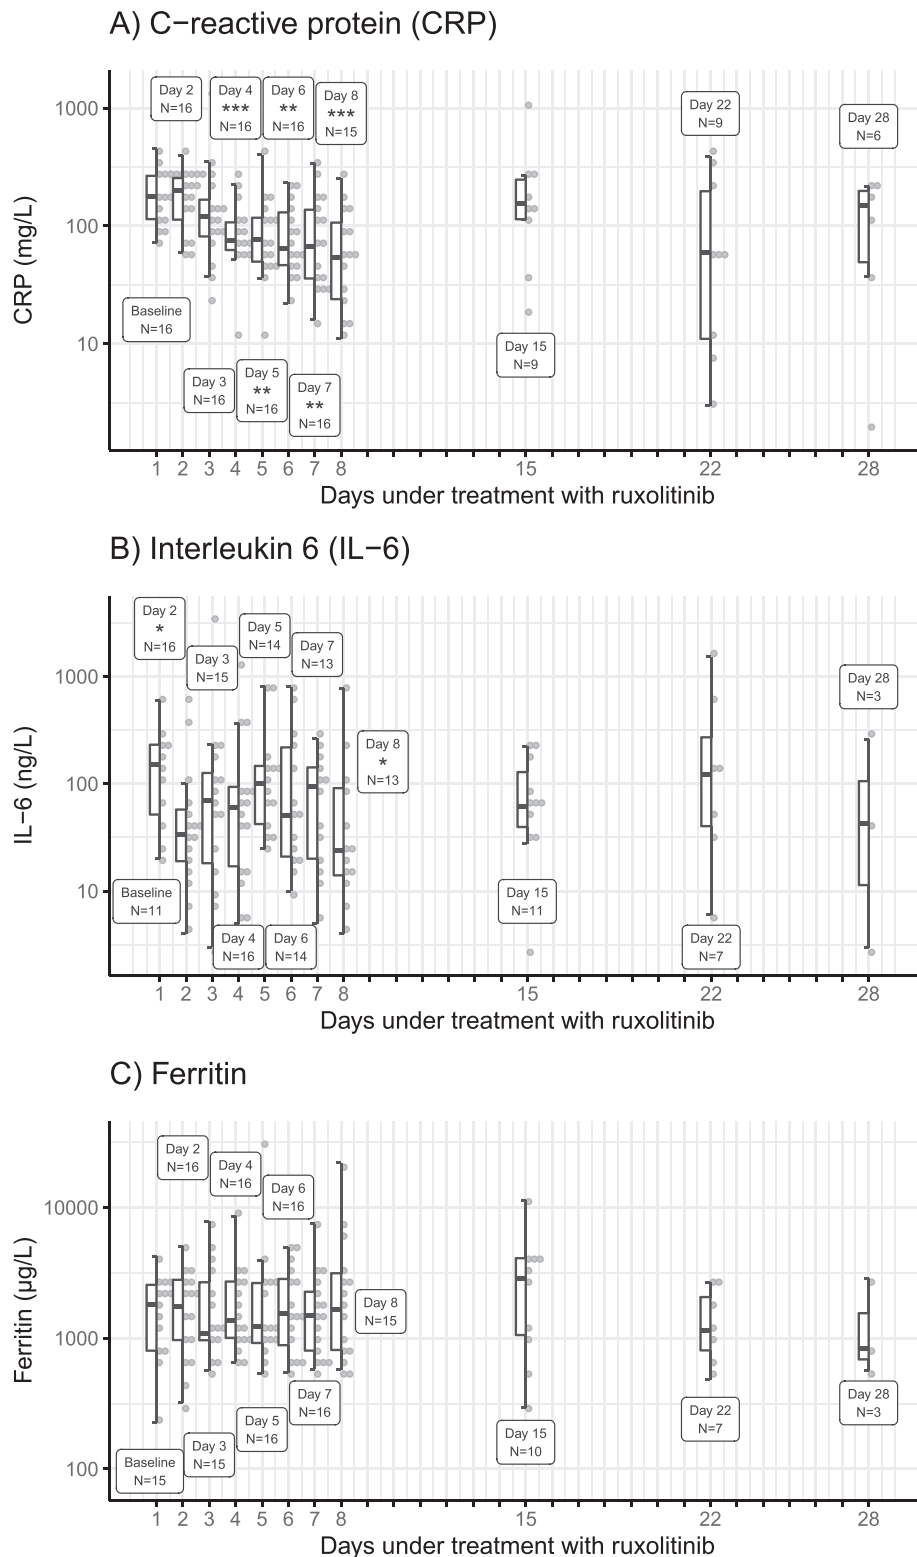 A) C−reactive protein (CRP)
CRP (mg/L)
1000
100
10
Day 2
N=16
Day 4
***
N=16
Day 6
**
N=16
Day 8
***
N=15
Day 22
N=9
Day 28
N=6
Baseline
N=16
Day 3
N=16
Day 5
**
N=16
Day 7
**
N=16
Day 15
N=9
1 2 3 4 5 6 7 8 15 22 28
Days under treatment with ruxolitinib
B) Interleukin 6 (IL−6)
IL−6 (ng/L)
1000
100
10
Day 2
*
N=16
Day 3
N=15
Day 5
N=14
Day 7
N=13
Day 28
N=3
Day 8
*
N=13
Baseline
N=11
Day 4
N=16
Day 6
N=14
Day 15
N=11
Day 22
N=7
1 2 3 4 5 6 7 8 15 22 28
Days under treatment with ruxolitinib
C) Ferritin
Ferritin (µg/L)
10000
1000
100
Day 2
N=16
Day 4
N=16
Day 6
N=16
Day 8
N=15
Baseline
N=15
Day 3
N=15
Day 5
N=16
Day 7
N=16
Day 15
N=10
Day 22
N=7
Day 28
N=3
1 2 3 4 5 6 7 8 15 22 28
Days under treatment with ruxolitinib